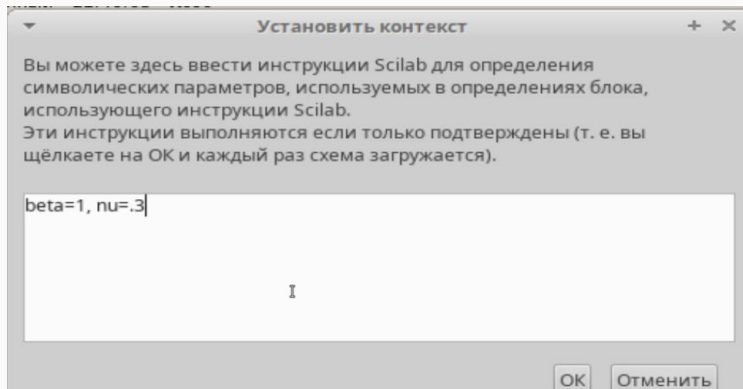 Установить контекст
Вы можете здесь ввести инструкции Scilab для определения
символических параметров, используемых в определениях блока,
использующего инструкции Scilab.
Эти инструкции выполняются если только подтверждены (т. е. вы
щёлкаете на ОК и каждый раз схема загружается).
beta=1, nu=.3
ОК Отменить